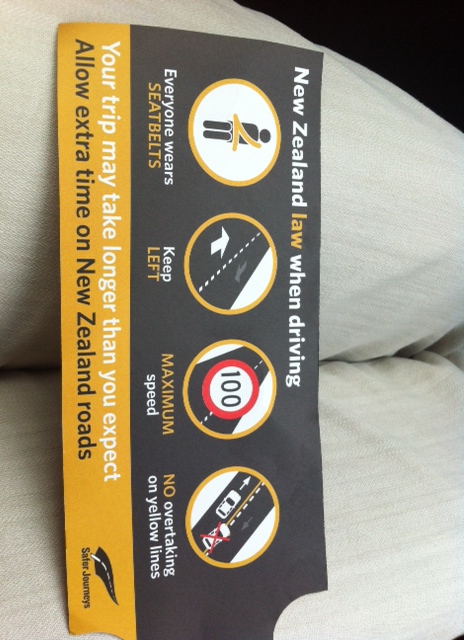 New Zealand law when driving
Everyone wears
SEATBELTS
Keep
LEFT
100
MAXIMUM
speed
NO overtaking
on yellow lines
Your trip may take longer than you expect
Allow extra time on New Zealand roads
Safer Journeys